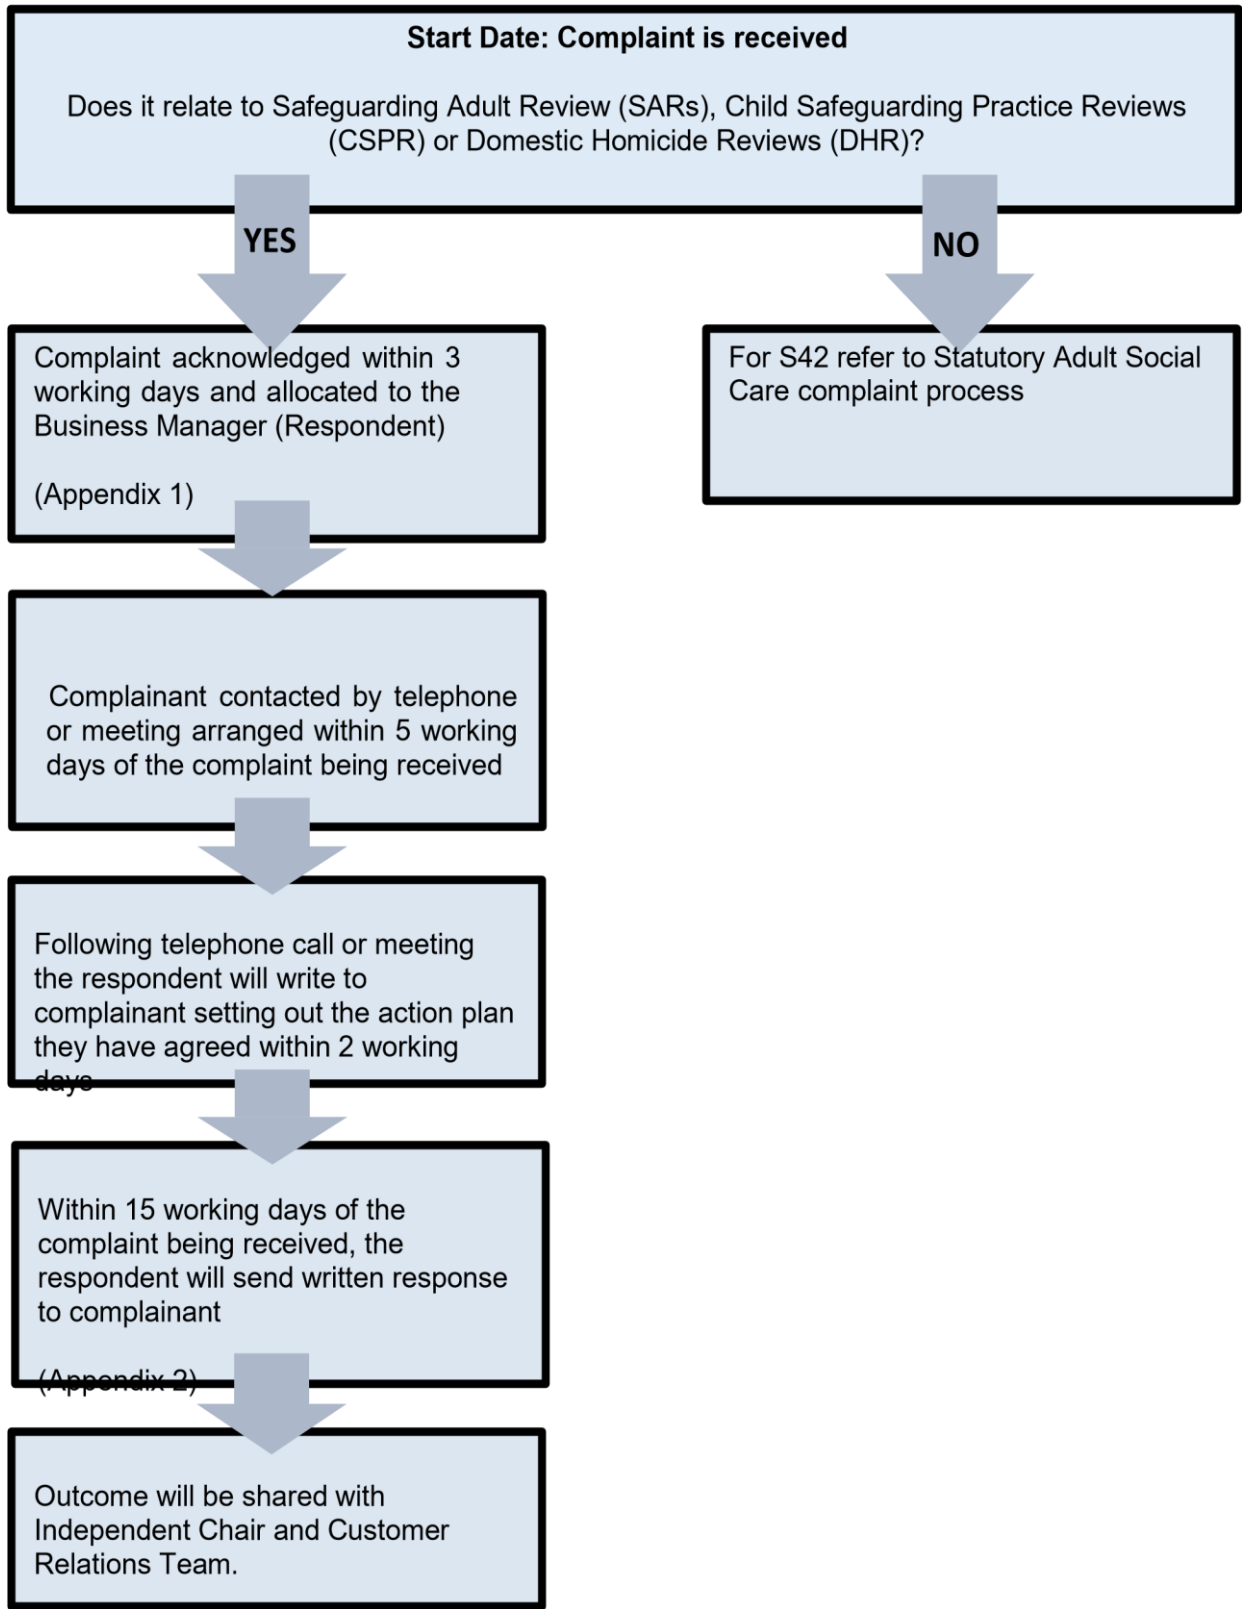 Start Date: Complaint is received
Does it relate to Safeguarding Adult Review (SARs), Child Safeguarding Practice Reviews
(CSPR) or Domestic Homicide Reviews (DHR)?
YES
NO
Complaint acknowledged within 3
working days and allocated to the
Business Manager (Respondent)
(Appendix 1)
For S42 refer to Statutory Adult Social
Care complaint process
Complainant contacted by telephone
or meeting arranged within 5 working
days of the complaint being received
Following telephone call or meeting
the respondent will write to
complainant setting out the action plan
they have agreed within 2 working
days
Within 15 working days of the
complaint being received, the
respondent will send written response
to complainant
(Appendix 2)
Outcome will be shared with
Independent Chair and Customer
Relations Team.